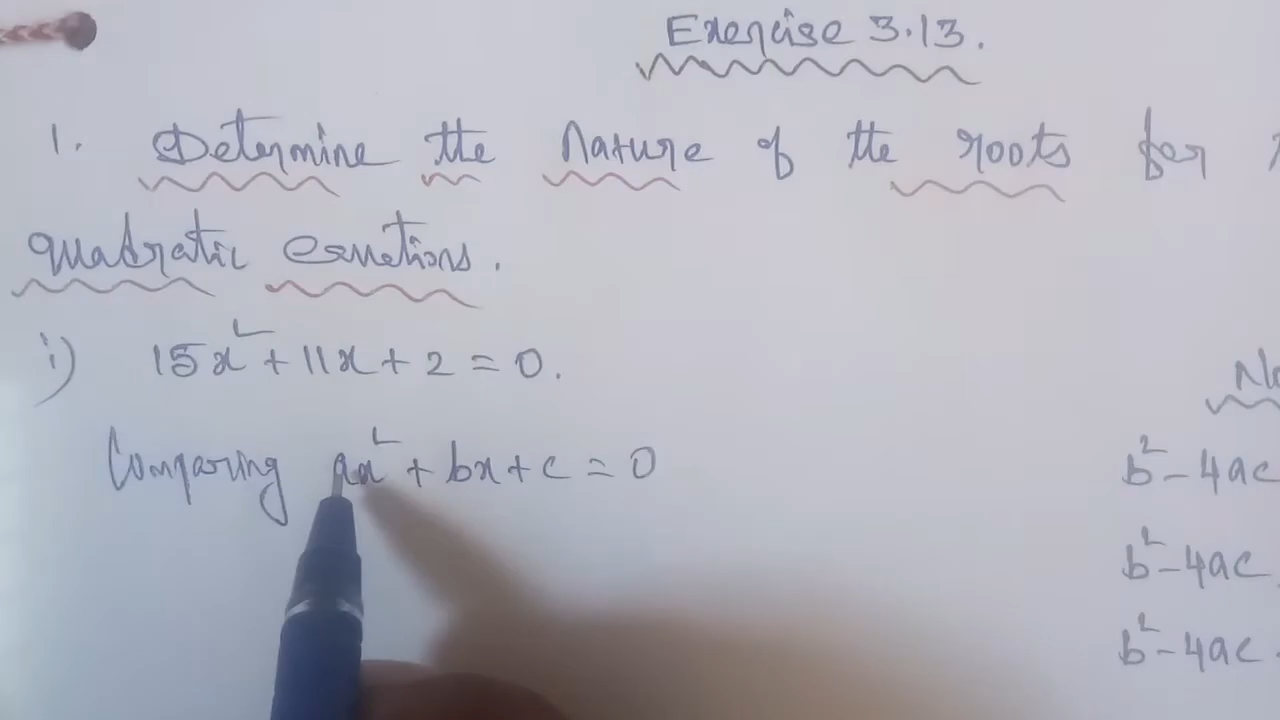 Exercise 3.13.
1. Determine the Nature of the roots for
quadratic equations.
i) 15x² + 11x + 2 = 0.
Comparing ax² + bx + c = 0
b² - 4ac
b² - 4ac
b² - 4ac